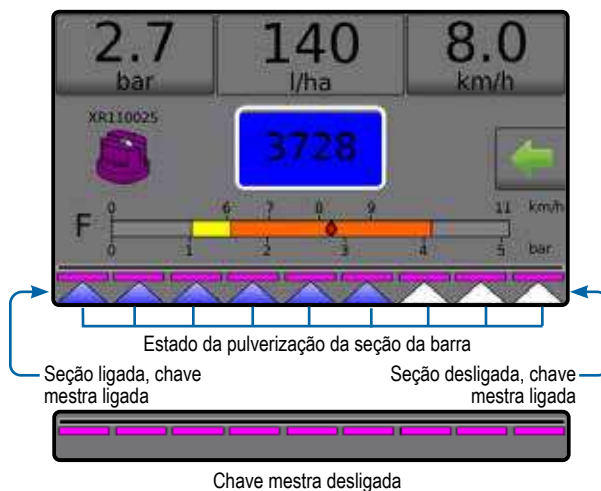 2.7 140 8.0
bar l/ha km/h
XR110025
3728
0 6 7 8 9 11 km/h
F
0 1 2 3 4 5 bar
Estado da pulverização da seção da barra
Seção ligada, chave
mestra ligada
Seção desligada, chave
mestra ligada
Chave mestra desligada